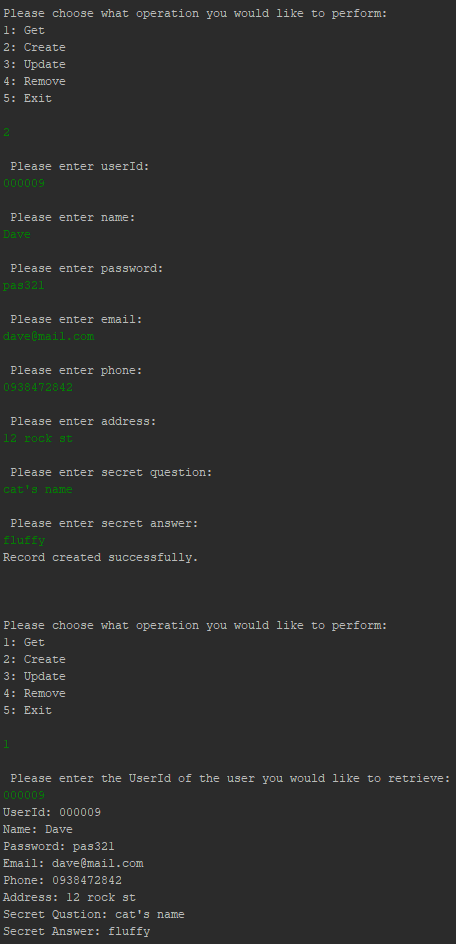 Please choose what operation you would like to perform:
1: Get
2: Create
3: Update
4: Remove
5: Exit
2
Please enter userId:
000009
Please enter name:
Dave
Please enter password:
pas321
Please enter email:
dave@mail.com
Please enter phone:
0938472842
Please enter address:
12 rock st
Please enter secret question:
cat's name
Please enter secret answer:
fluffy
Record created successfully.
Please choose what operation you would like to perform:
1: Get
2: Create
3: Update
4: Remove
5: Exit
1
Please enter the UserId of the user you would like to retrieve:
000009
UserId: 000009
Name: Dave
Password: pas321
Email: dave@mail.com
Phone: 0938472842
Address: 12 rock st
Secret Qustion: cat's name
Secret Answer: fluffy